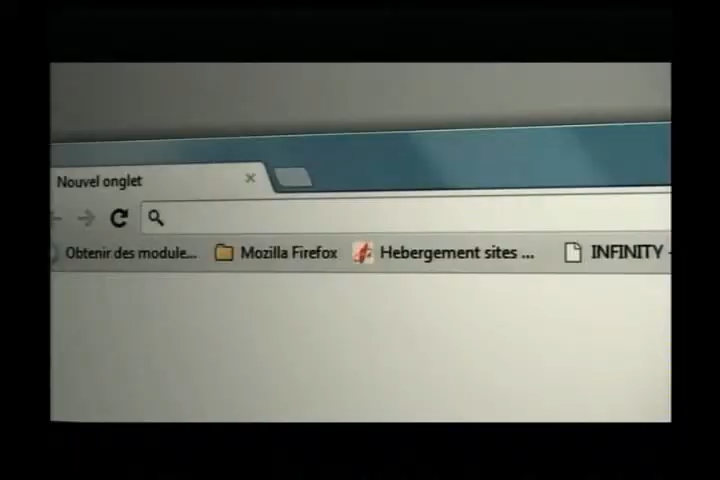 Nouvel onglet
Obtenir des module... Mozilla Firefox Hebergement sites ... INFINITY -